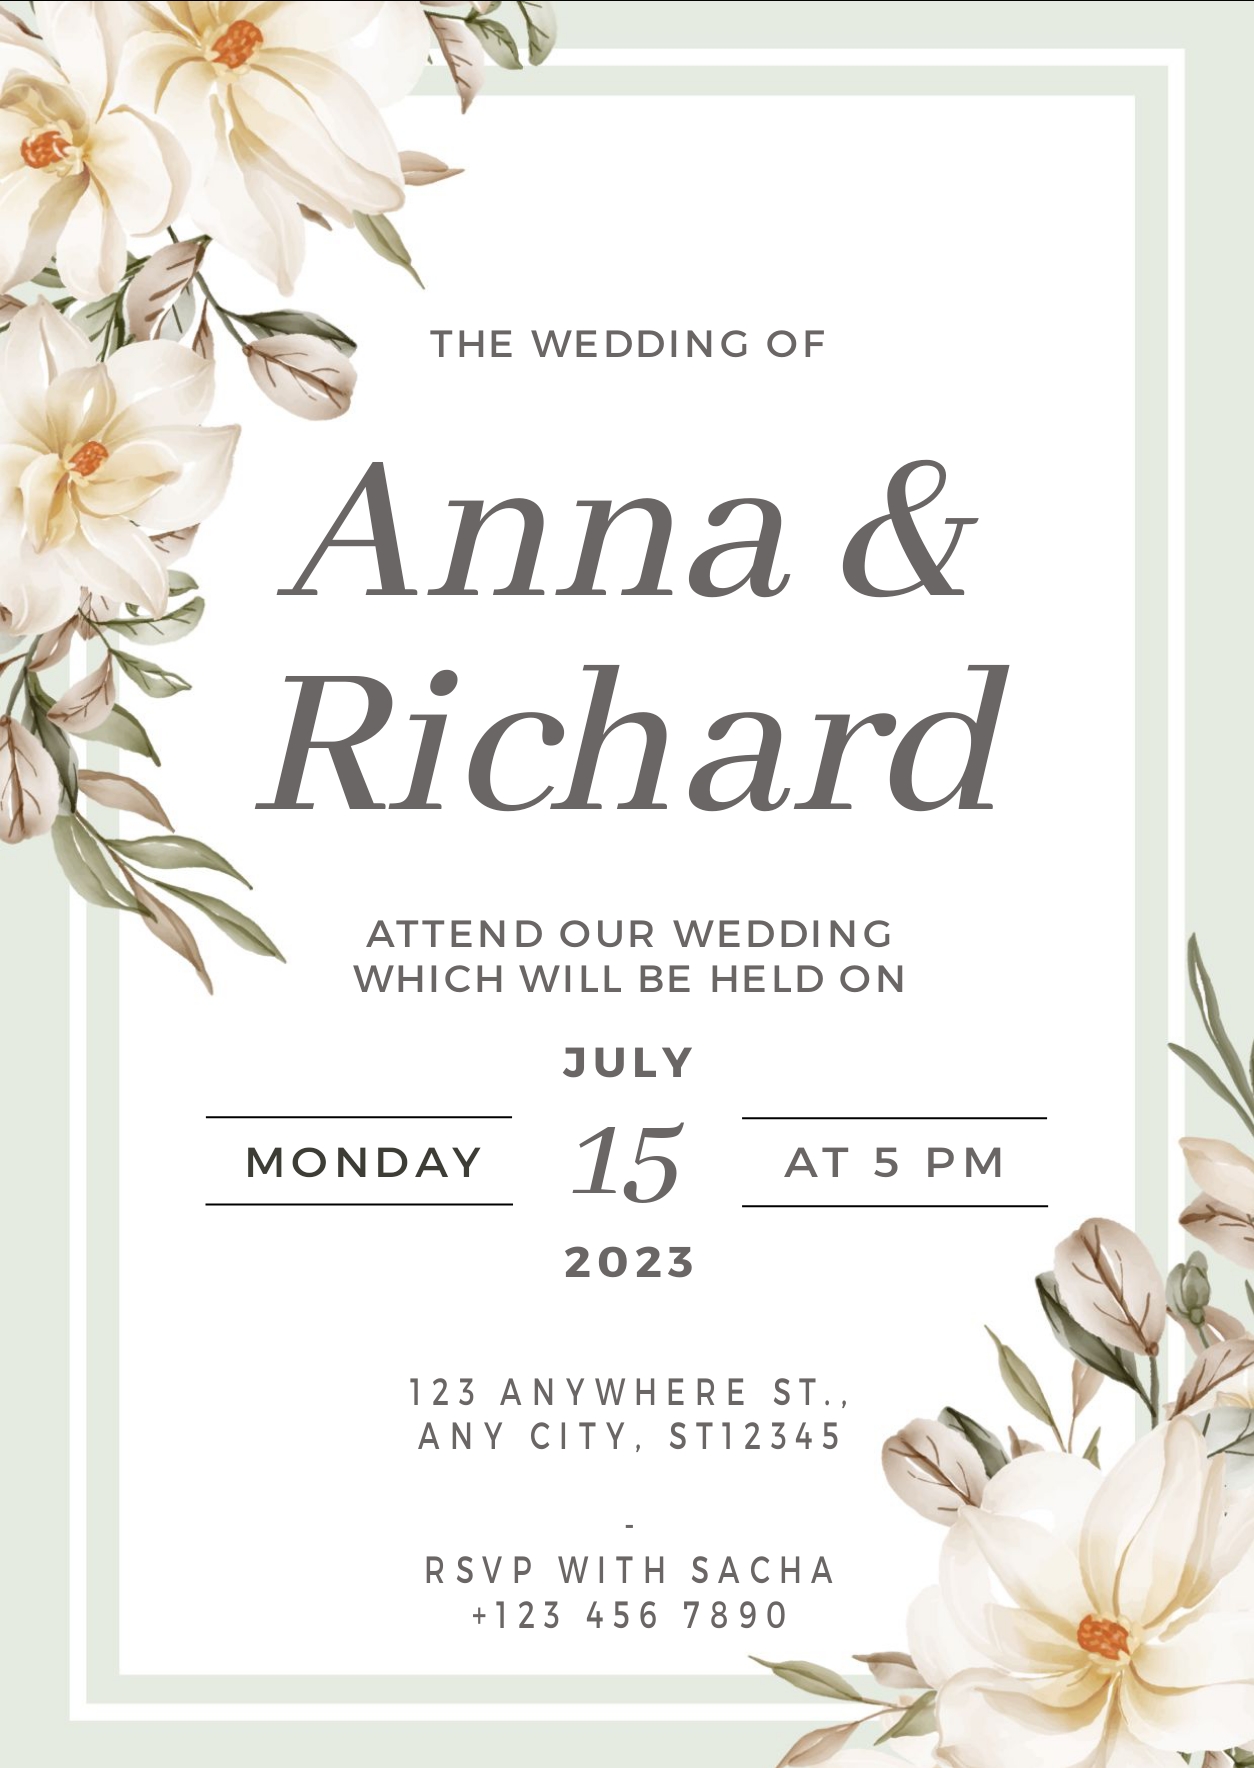 THE WEDDING OF
Anna &
Richard
ATTEND OUR WEDDING
WHICH WILL BE HELD ON
JULY
MONDAY 15 AT 5 PM
2023
123 ANYWHERE ST.,
ANY CITY, ST12345
-
RSVP WITH SACHA
+123 456 7890